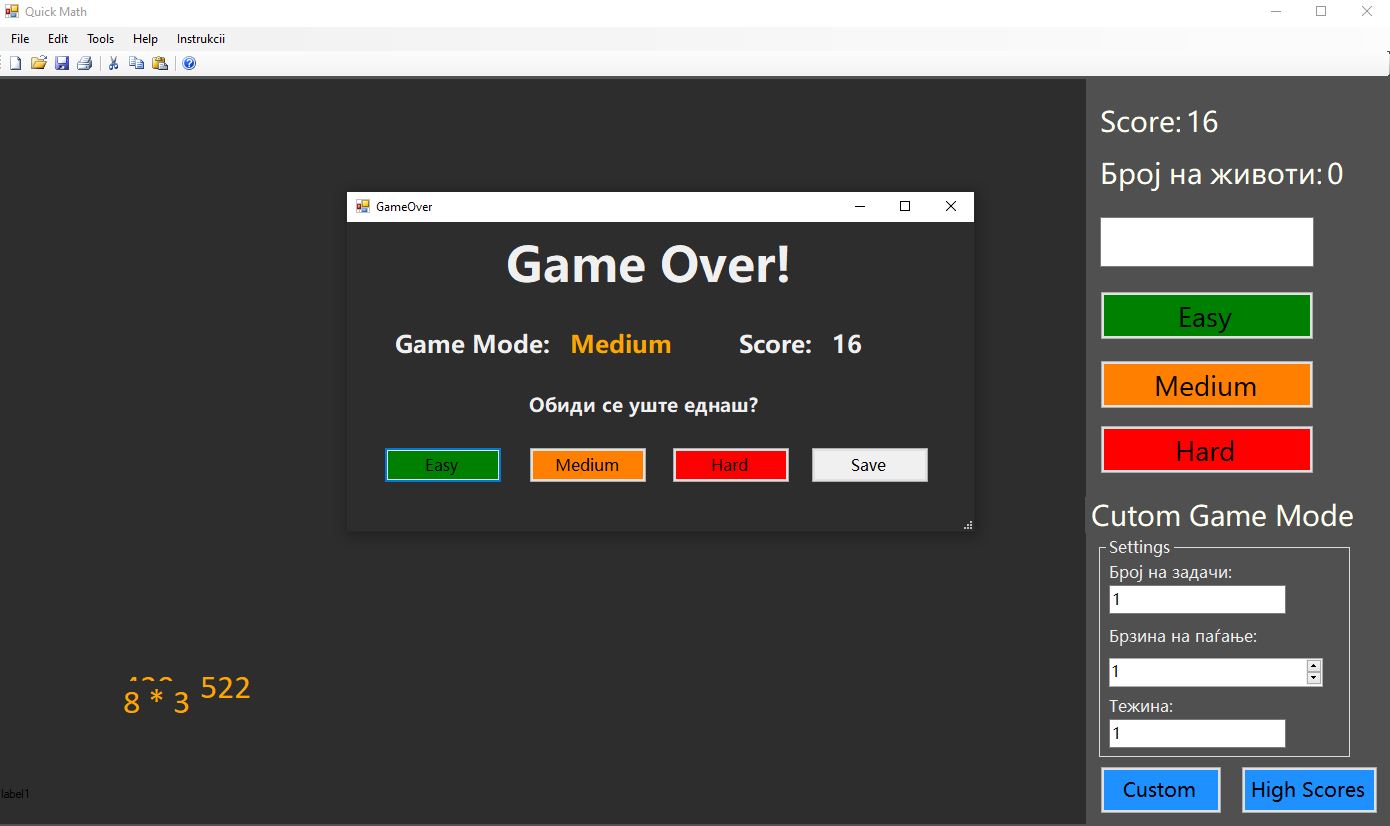 Quick Math
File Edit Tools Help Instrukcii
Score: 16
Број на животи: 0
Easy
Medium
Hard
Cutom Game Mode
Settings
Број на задачи:
1
Брзина на паѓање:
1
Тежина:
1
Custom High Scores
GameOver
Game Over!
Game Mode: Medium Score: 16
Обиди се уште еднаш?
Easy Medium Hard Save
522
8 * 3
label1